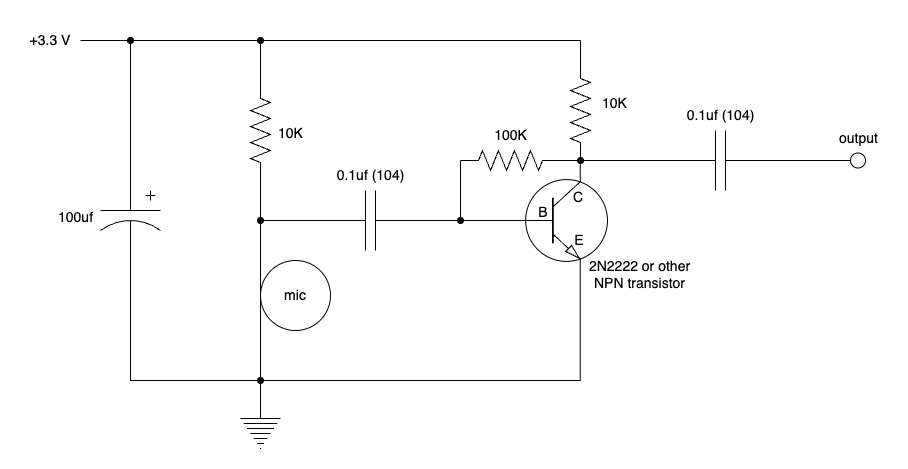 +3.3 V
10K
10K
0.1uf (104)
output
100K
0.1uf (104)
+
100uf
B
C
E
mic
2N2222 or other
NPN transistor